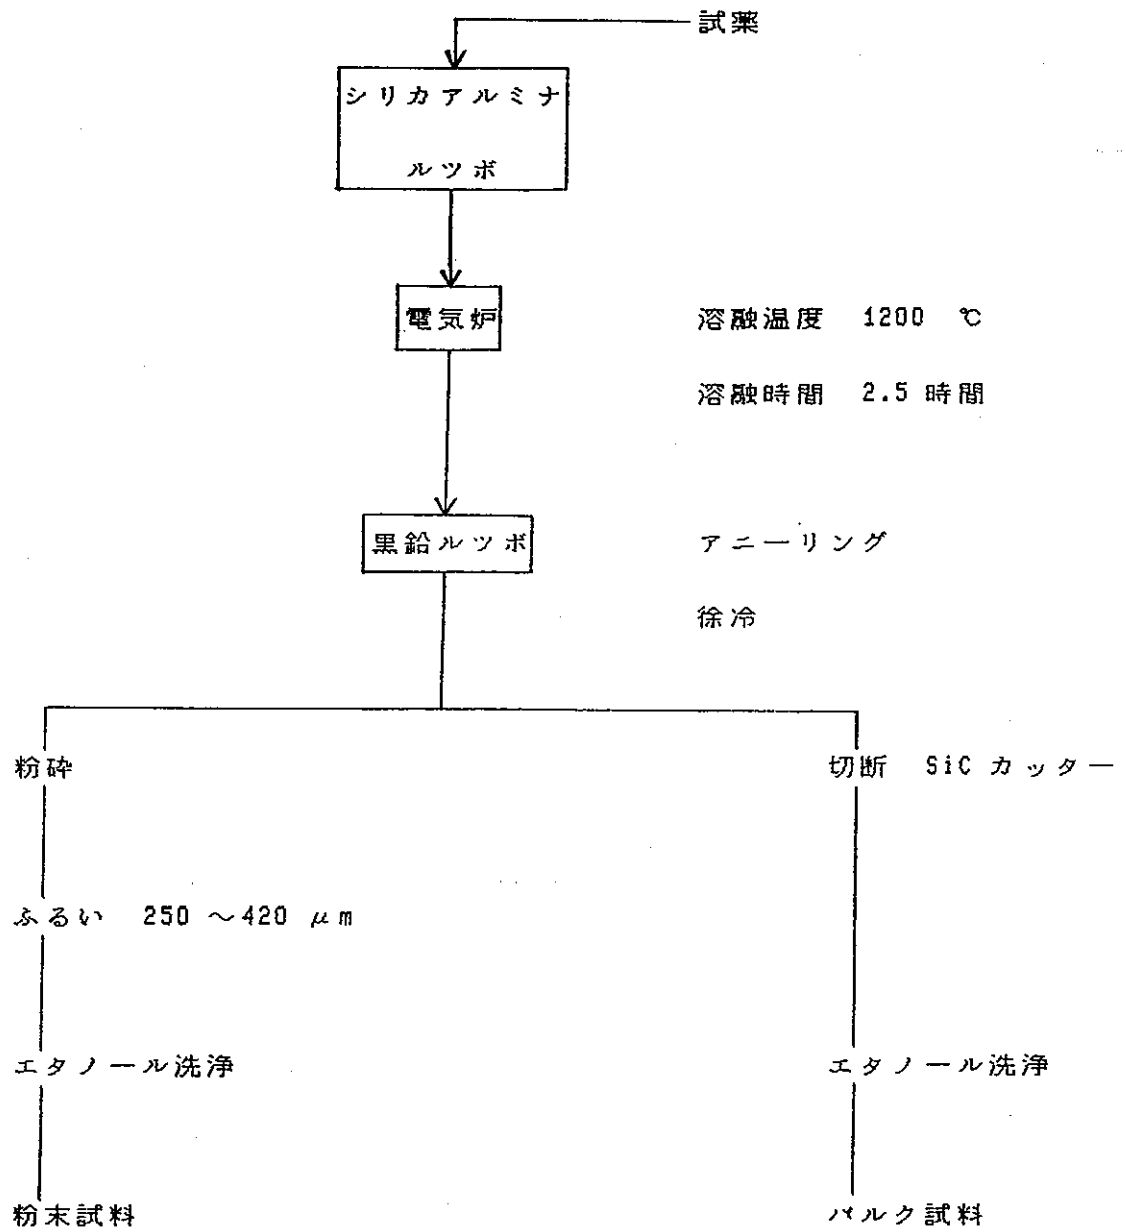 試薬
シリカアルミナ
ルツボ
電気炉
溶融温度 1200 ℃
溶融時間 2.5 時間
黒鉛ルツボ
アニーリング
徐冷
粉砕
切断 SiC カッター
ふるい 250 ～420 μm
エタノール洗浄
エタノール洗浄
粉末試料
バルク試料